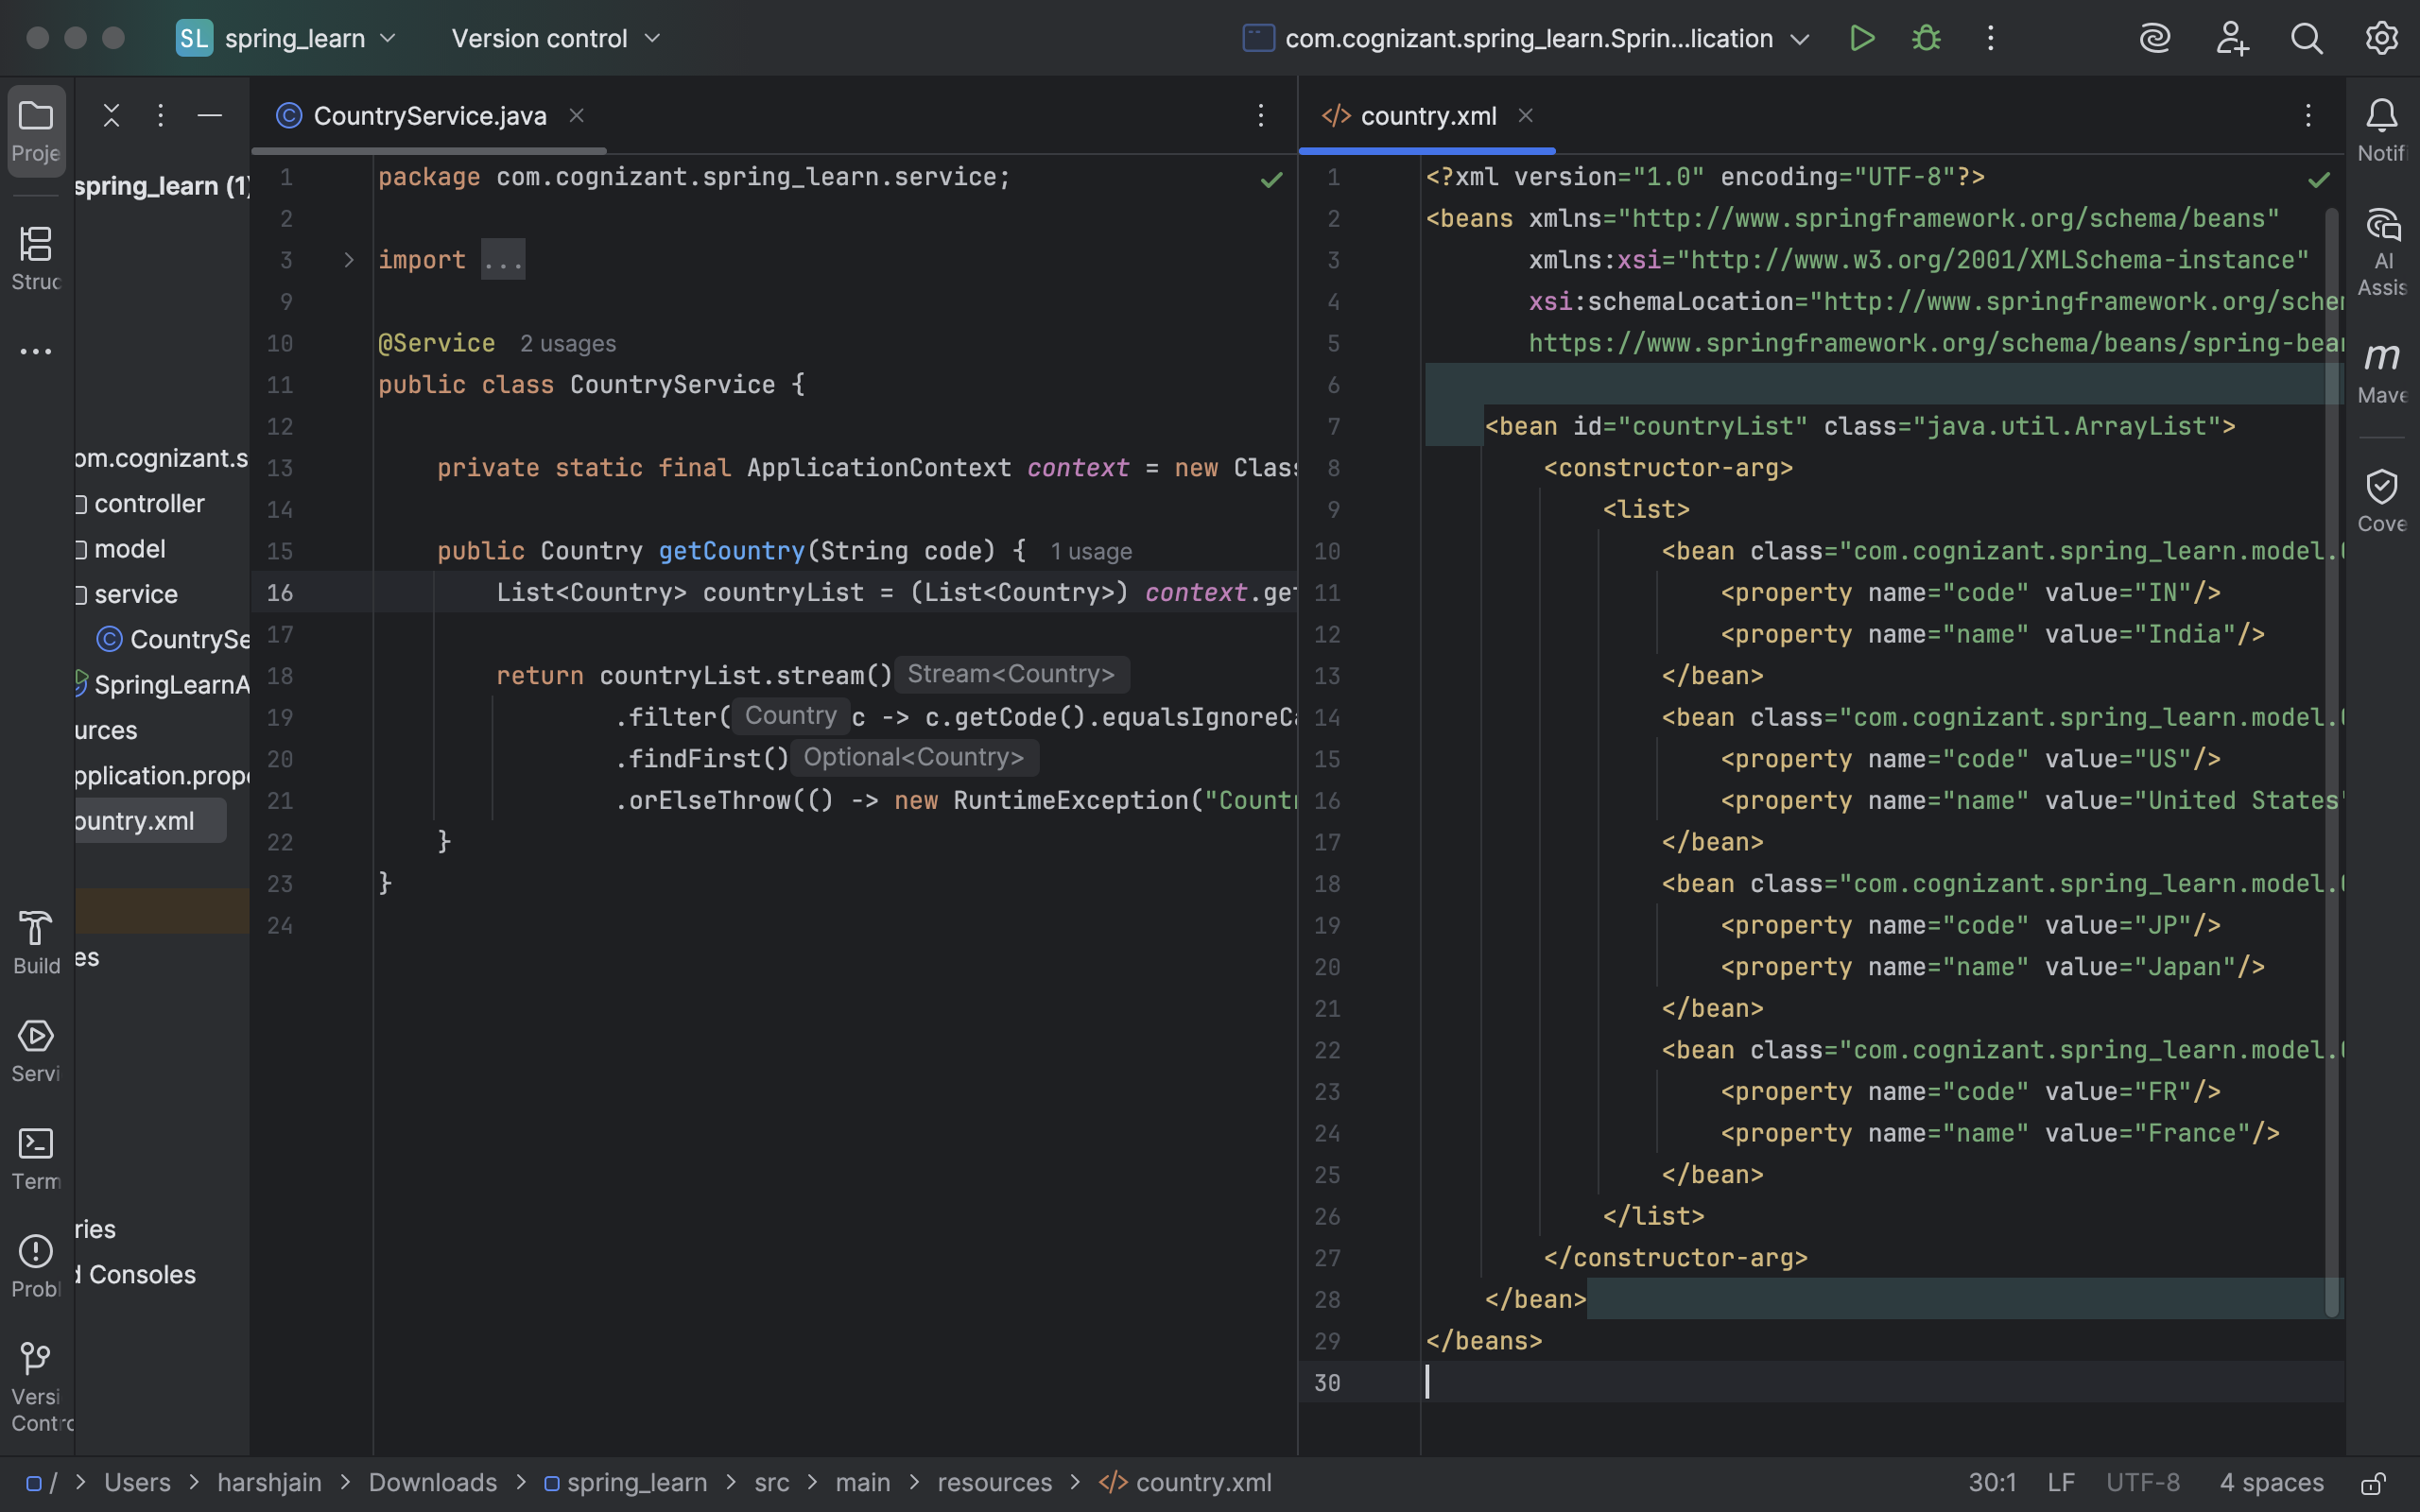 SL spring_learn Version control com.cognizant.spring_learn.Sprin...lication
Proje
Struc
Build
Servi
Term
Probl
Versi
Contro
spring_learn (1)
om.cognizant.s
controller
model
service
CountrySe
SpringLearnA
urces
pplication.prope
ountry.xml
es
ries
d Consoles
CountryService.java
1 package com.cognizant.spring_learn.service;
2
3 import ...
9
10 @Service 2 usages
11 public class CountryService {
12
13 private static final ApplicationContext context = new Class
14
15 public Country getCountry(String code) { 1 usage
16 List<Country> countryList = (List<Country>) context.get
17
18 return countryList.stream() Stream<Country>
19 .filter( Country c -> c.getCode().equalsIgnoreCa
20 .findFirst() Optional<Country>
21 .orElseThrow(() -> new RuntimeException("Countr
22 }
23 }
24
</> country.xml
1 <?xml version="1.0" encoding="UTF-8"?>
2 <beans xmlns="http://www.springframework.org/schema/beans"
3 xmlns:xsi="http://www.w3.org/2001/XMLSchema-instance"
4 xsi:schemaLocation="http://www.springframework.org/schem
5 https://www.springframework.org/schema/beans/spring-bean
6
7 <bean id="countryList" class="java.util.ArrayList">
8 <constructor-arg>
9 <list>
10 <bean class="com.cognizant.spring_learn.model.
11 <property name="code" value="IN"/>
12 <property name="name" value="India"/>
13 </bean>
14 <bean class="com.cognizant.spring_learn.model.
15 <property name="code" value="US"/>
16 <property name="name" value="United States"
17 </bean>
18 <bean class="com.cognizant.spring_learn.model.
19 <property name="code" value="JP"/>
20 <property name="name" value="Japan"/>
21 </bean>
22 <bean class="com.cognizant.spring_learn.model.
23 <property name="code" value="FR"/>
24 <property name="name" value="France"/>
25 </bean>
26 </list>
27 </constructor-arg>
28 </bean>
29 </beans>
30
Notifi
AI
Assis
m
Mave
Cove
/ > Users > harshjain > Downloads > spring_learn > src > main > resources > </> country.xml 30:1 LF UTF-8 4 spaces